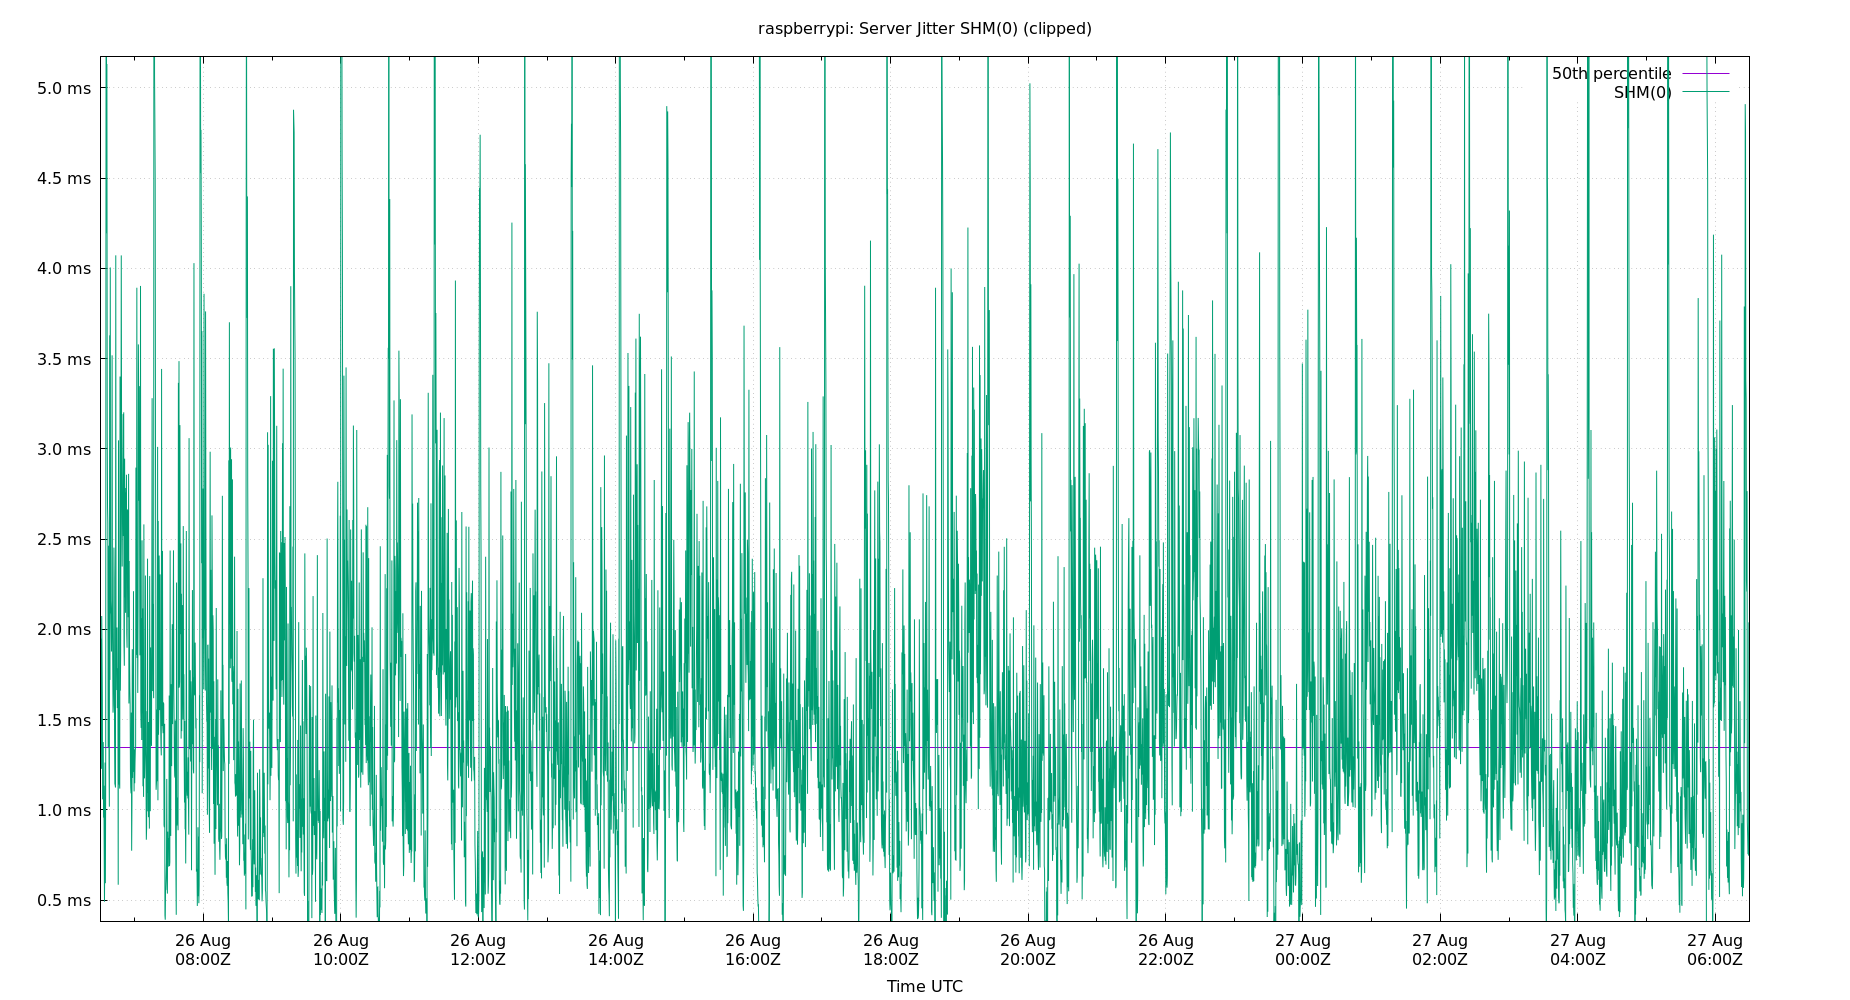 raspberrypi: Server Jitter SHM(0) (clipped)
50th percentile
SHM(0)
5.0 ms
4.5 ms
4.0 ms
3.5 ms
3.0 ms
2.5 ms
2.0 ms
1.5 ms
1.0 ms
0.5 ms
26 Aug 26 Aug 26 Aug 26 Aug 26 Aug 26 Aug 26 Aug 26 Aug 27 Aug 27 Aug 27 Aug 27 Aug
08:00Z 10:00Z 12:00Z 14:00Z 16:00Z 18:00Z 20:00Z 22:00Z 00:00Z 02:00Z 04:00Z 06:00Z
Time UTC